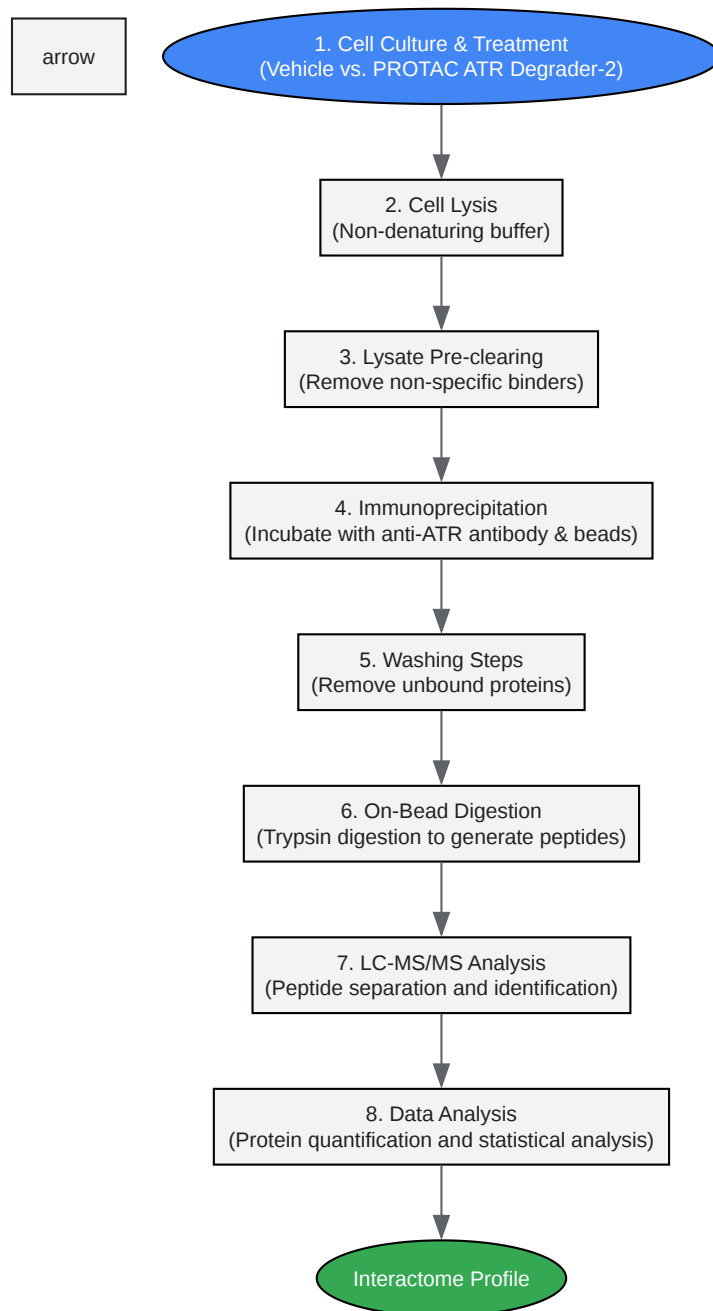 arrow
1. Cell Culture & Treatment
(Vehicle vs. PROTAC ATR Degrader-2)
2. Cell Lysis
(Non-denaturing buffer)
3. Lysate Pre-clearing
(Remove non-specific binders)
4. Immunoprecipitation
(Incubate with anti-ATR antibody & beads)
5. Washing Steps
(Remove unbound proteins)
6. On-Bead Digestion
(Trypsin digestion to generate peptides)
7. LC-MS/MS Analysis
(Peptide separation and identification)
8. Data Analysis
(Protein quantification and statistical analysis)
Interactome Profile